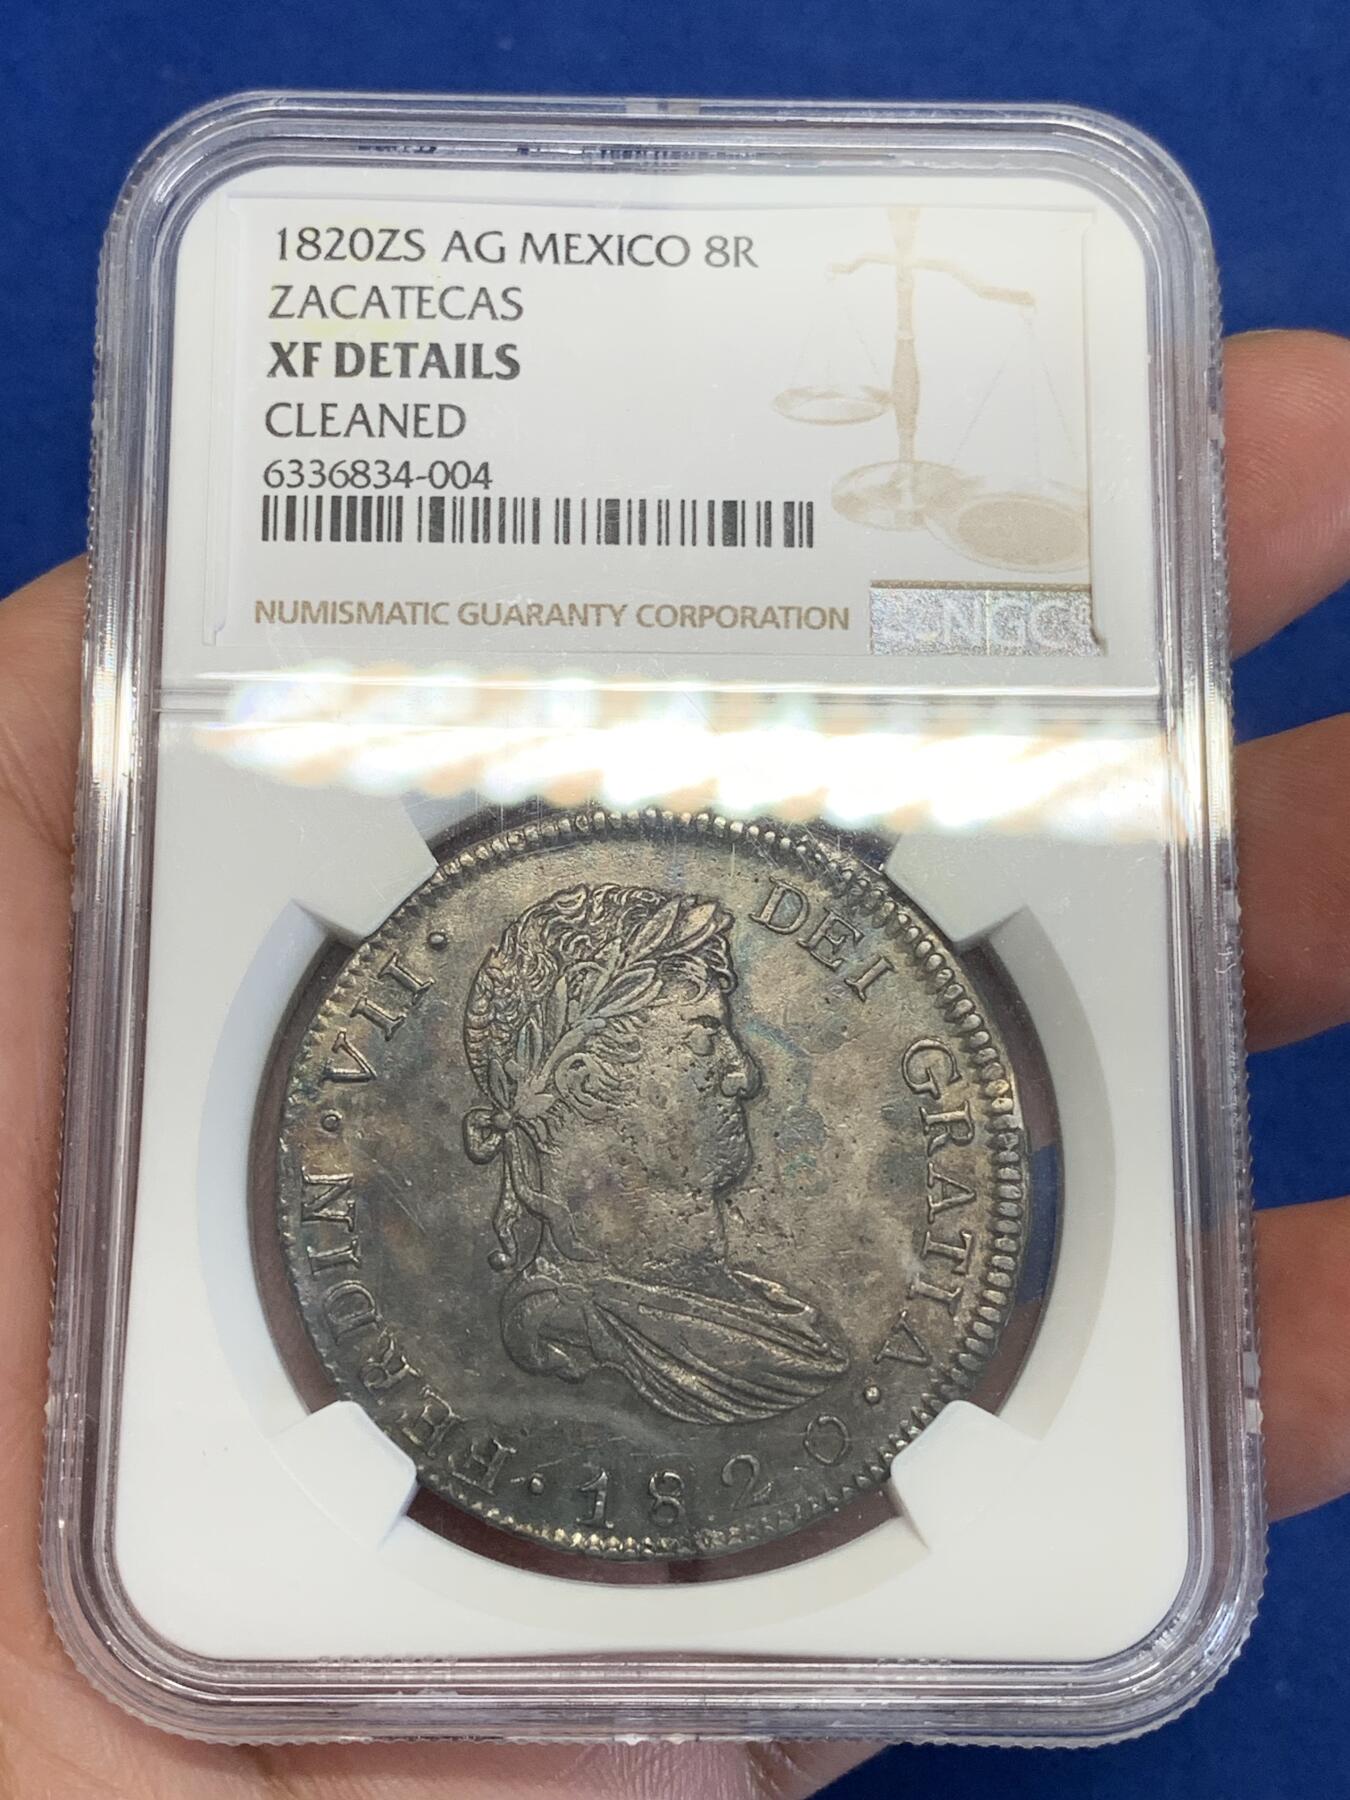 1820ZS AG MEXICO 8R
ZACATECAS
XF DETAILS
CLEANED
6336834-004
NUMISMATIC GUARANTY CORPORATION
NGC®
FERDIN · VII · DEI GRATIA · 1820 ·